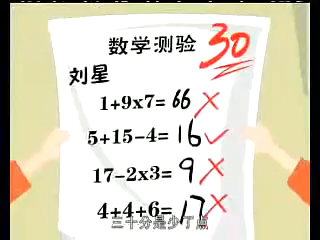 数学测验 30
刘星
1+9x7=66 ✗
5+15-4=16 ✓
17-2x3=9 ✗
4+4+6=17 ✗
三十分是少了点